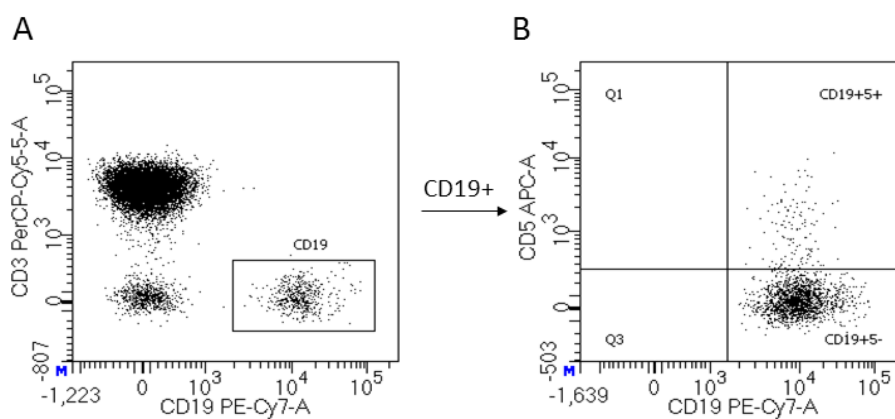 A
CD3 PerCP-Cy5-5-A
10^5
10^4
10^3
0
-807
M
-1,223
0
10^3
10^4
10^5
CD19 PE-Cy7-A
CD19
CD19+
B
CD5 APC-A
10^5
10^4
10^3
0
-503
M
-1,639
0
10^3
10^4
10^5
CD19 PE-Cy7-A
Q1
CD19+5+
Q3
CD19+5-